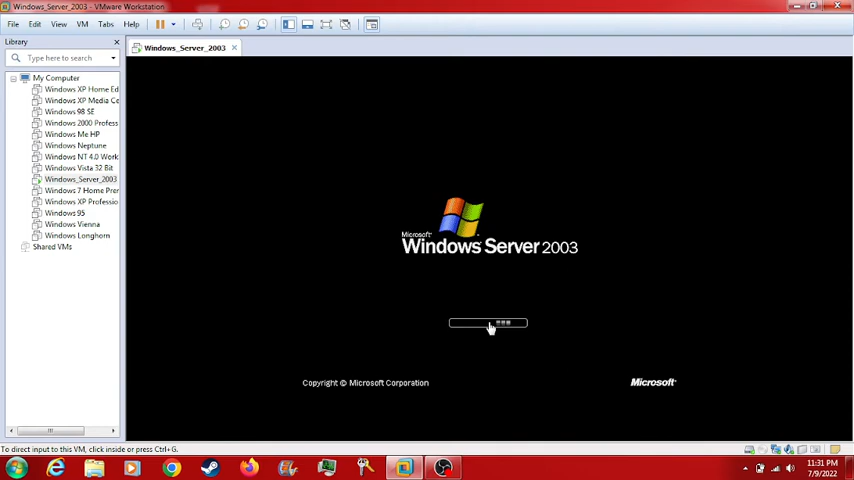 Windows_Server_2003 - VMware Workstation
File Edit View VM Tabs Help
Library
Type here to search
Windows_Server_2003
My Computer
Windows XP Home Ed
Windows XP Media Ce
Windows 98 SE
Windows 2000 Profess
Windows Me HP
Windows Neptune
Windows NT 4.0 Work
Windows Vista 32 Bit
Windows_Server_2003
Windows 7 Home Prer
Windows XP Professio
Windows 95
Windows Vienna
Windows Longhorn
Shared VMs
Microsoft
Windows Server 2003
Copyright © Microsoft Corporation
Microsoft
To direct input to this VM, click inside or press Ctrl+G.
11:31 PM
7/9/2022